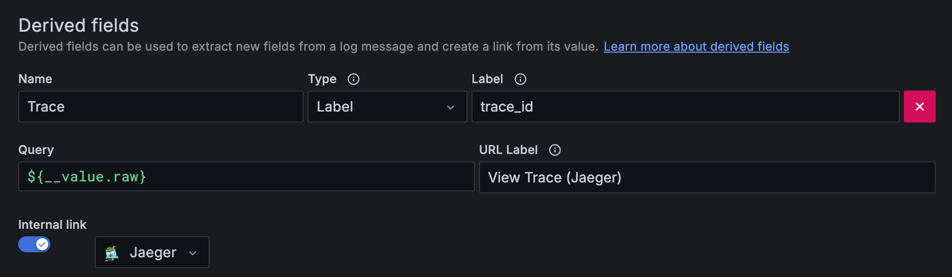 Derived fields
Derived fields can be used to extract new fields from a log message and create a link from its value. Learn more about derived fields
Name Type Label
Trace Label trace_id
Query URL Label
${__value.raw} View Trace (Jaeger)
Internal link
Jaeger